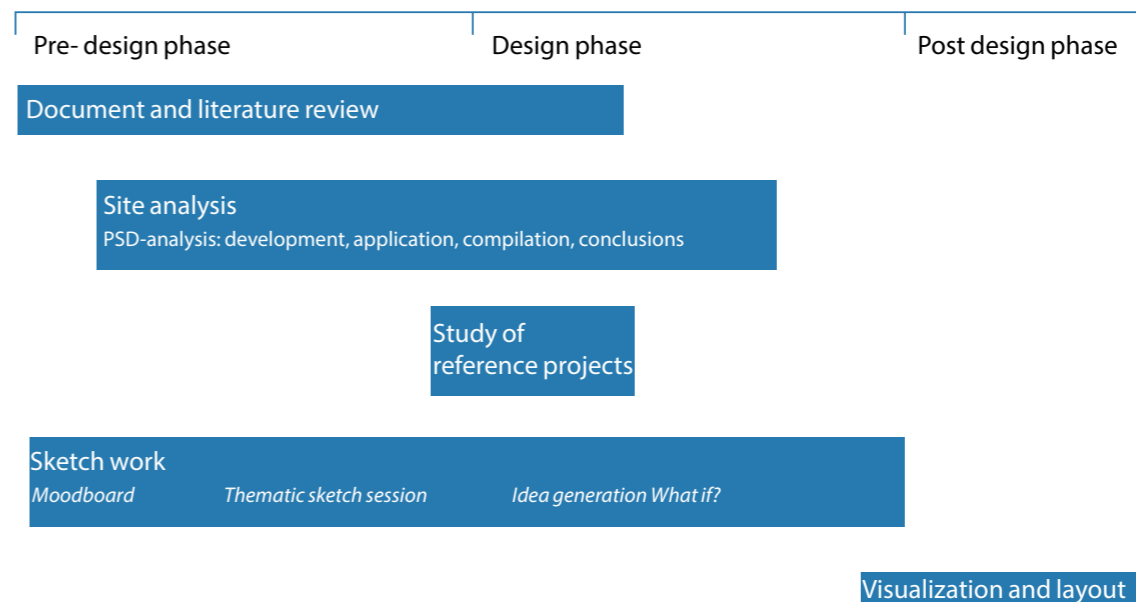 Pre- design phase
Design phase
Post design phase
Document and literature review
Site analysis
PSD-analysis: development, application, compilation, conclusions
Study of
reference projects
Sketch work
Moodboard
Thematic sketch session
Idea generation What if?
Visualization and layout